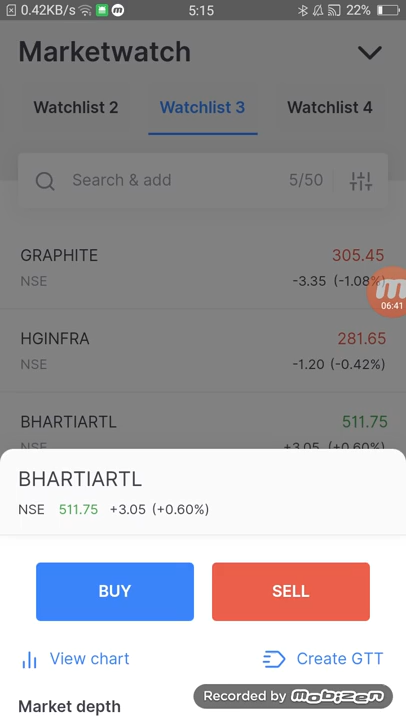 0.42KB/s 5:15 22%
Marketwatch
Watchlist 2 Watchlist 3 Watchlist 4
Search & add 5/50
GRAPHITE 305.45
NSE -3.35 (-1.08%)
06:41
HGINFRA 281.65
NSE -1.20 (-0.42%)
BHARTIARTL 511.75
NSE +3.05 (+0.60%)
BHARTIARTL
NSE 511.75 +3.05 (+0.60%)
BUY SELL
View chart Create GTT
Market depth
Recorded by mobizen